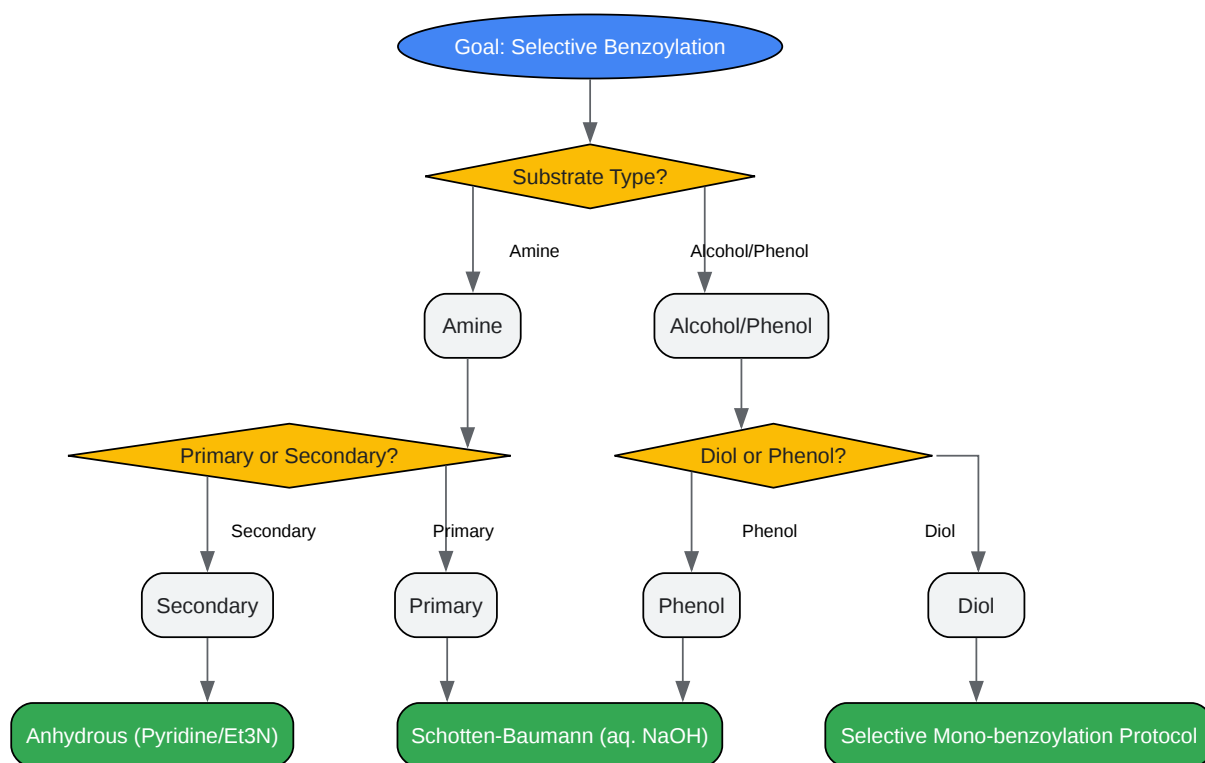 Goal: Selective Benzoylation
Substrate Type?
Amine
Alcohol/Phenol
Amine
Alcohol/Phenol
Primary or Secondary?
Diol or Phenol?
Secondary
Primary
Phenol
Diol
Secondary
Primary
Phenol
Diol
Anhydrous (Pyridine/Et3N)
Schotten-Baumann (aq. NaOH)
Selective Mono-benzoylation Protocol